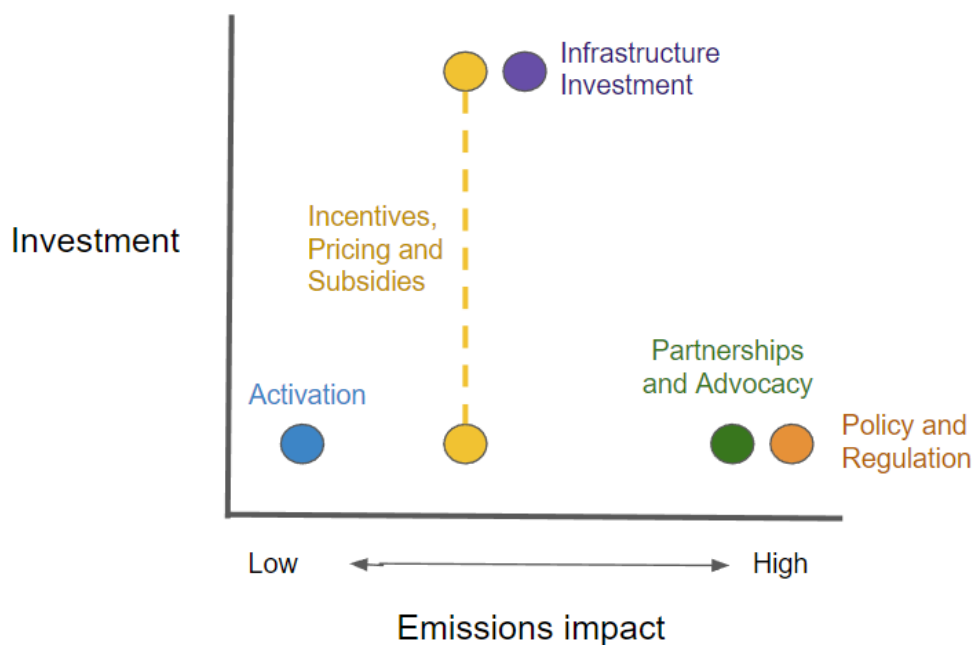 Infrastructure
Investment
Investment
Incentives,
Pricing and
Subsidies
Activation
Partnerships
and Advocacy
Policy and
Regulation
Low
High
Emissions impact